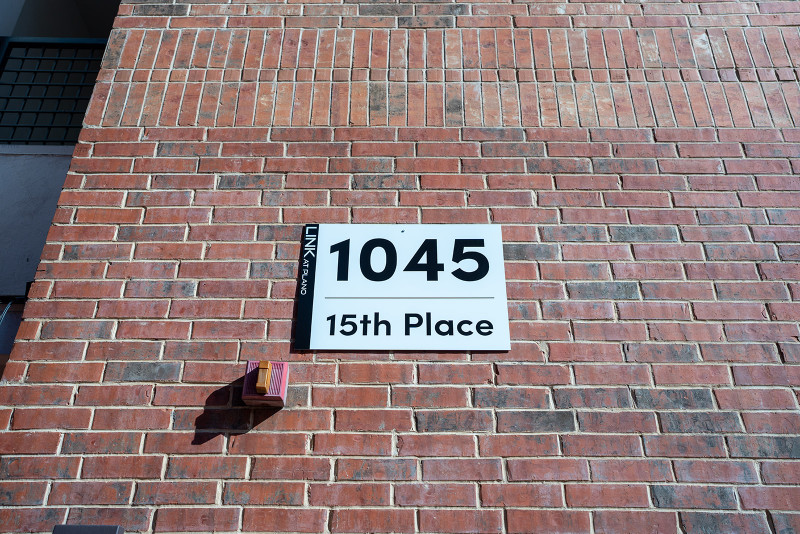 LINK AT PLANO
1045
15th Place